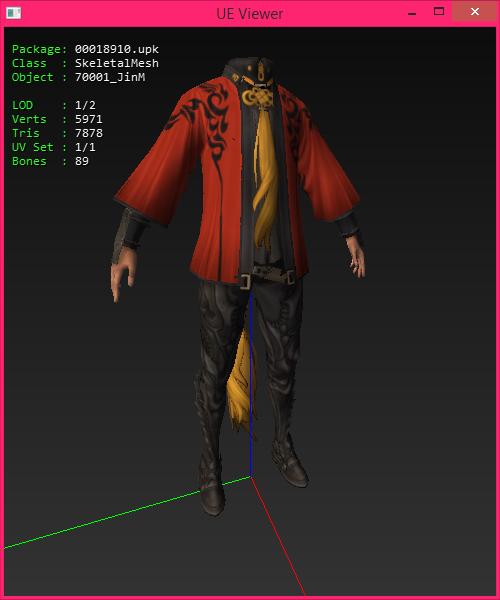 UE Viewer
Package: 00018910.upk
Class : SkeletalMesh
Object : 70001_JinM
LOD : 1/2
Verts : 5971
Tris : 7878
UV Set : 1/1
Bones : 89